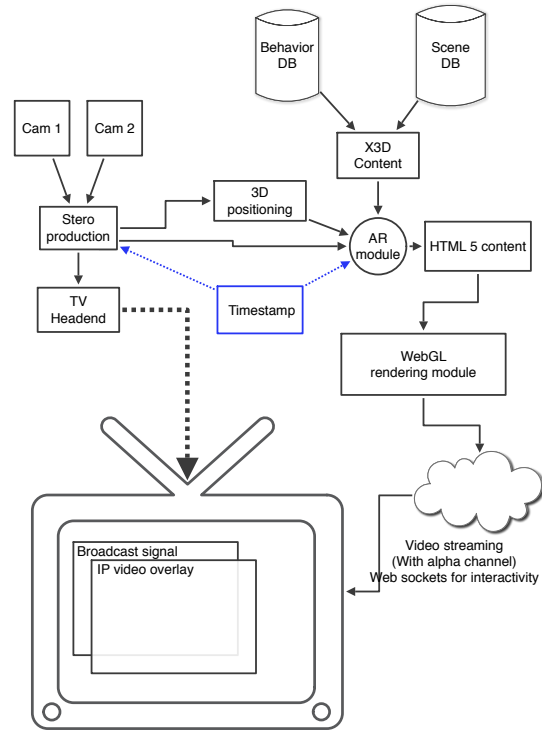 Behavior
DB
Scene
DB
Cam 1
Cam 2
X3D
Content
3D
positioning
Stero
production
AR
module
HTML 5 content
TV
Headend
Timestamp
WebGL
rendering module
Video streaming
(With alpha channel)
Web sockets for interactivity
Broadcast signal
IP video overlay